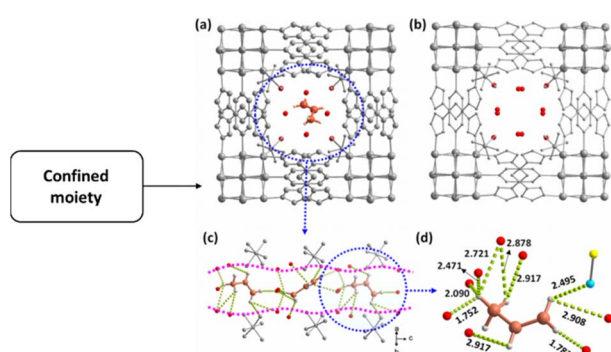 (a)
(b)
Confined
moiety
(c)
(d)
2.878
2.721
2.471
2.917
2.495
2.090
1.752
2.908
2.917
c